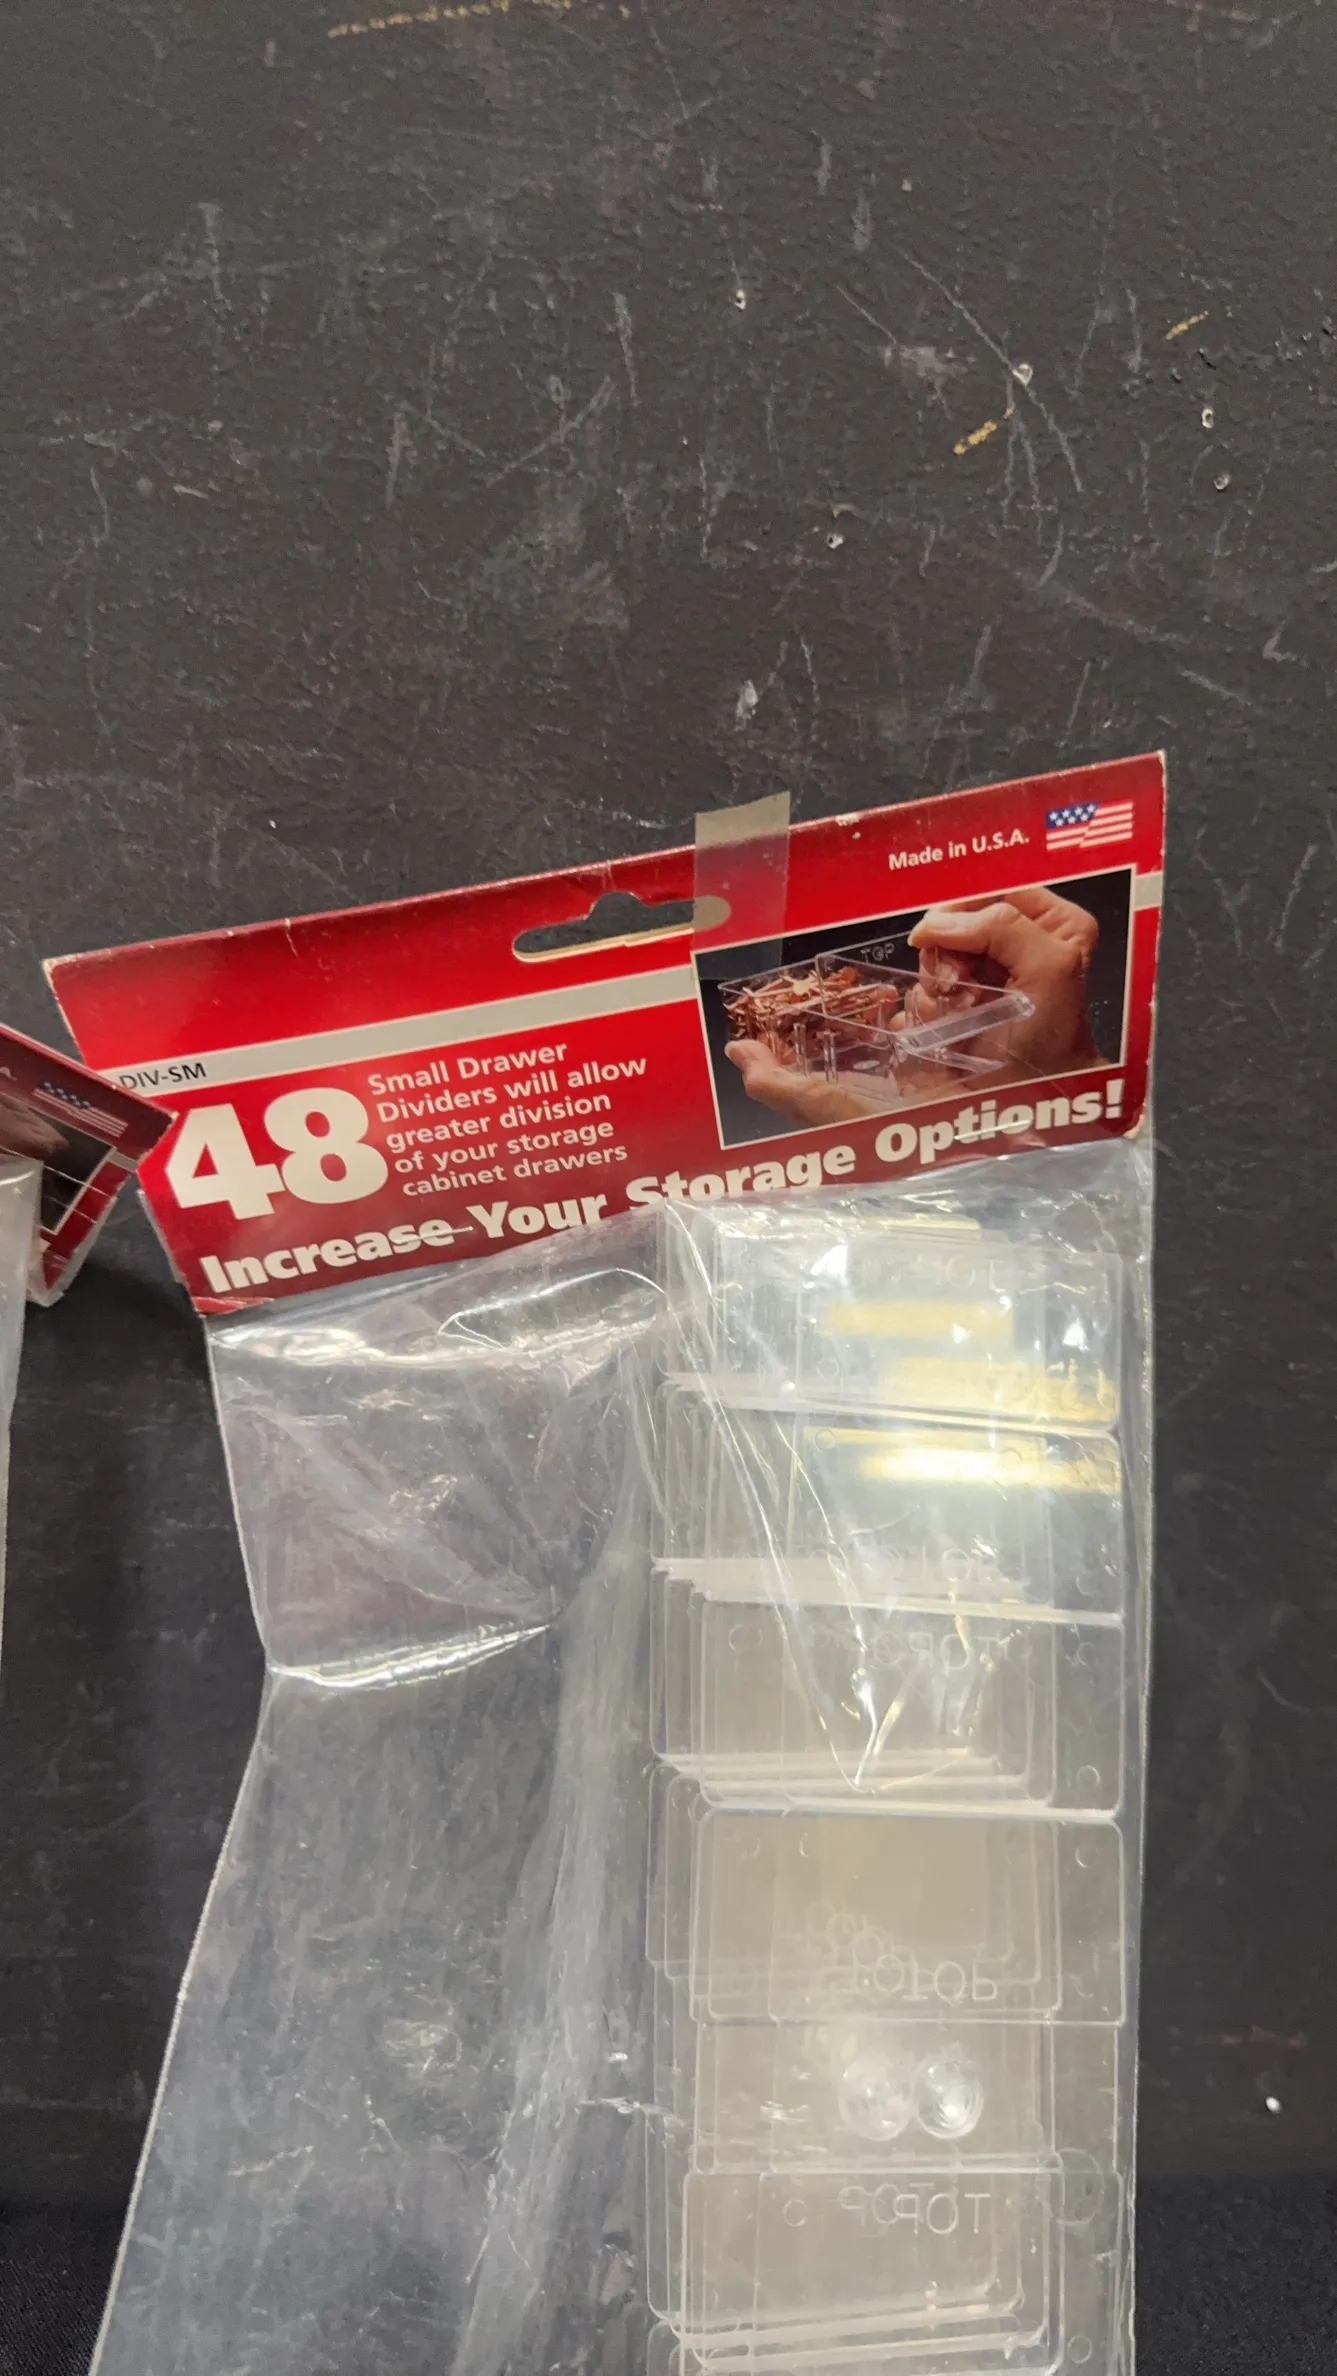 Made in U.S.A.
TOP
DIV-SM
48
Small Drawer
Dividers will allow
greater division
of your storage
cabinet drawers
Increase Your Storage Options!
TOP
TOP
TOP